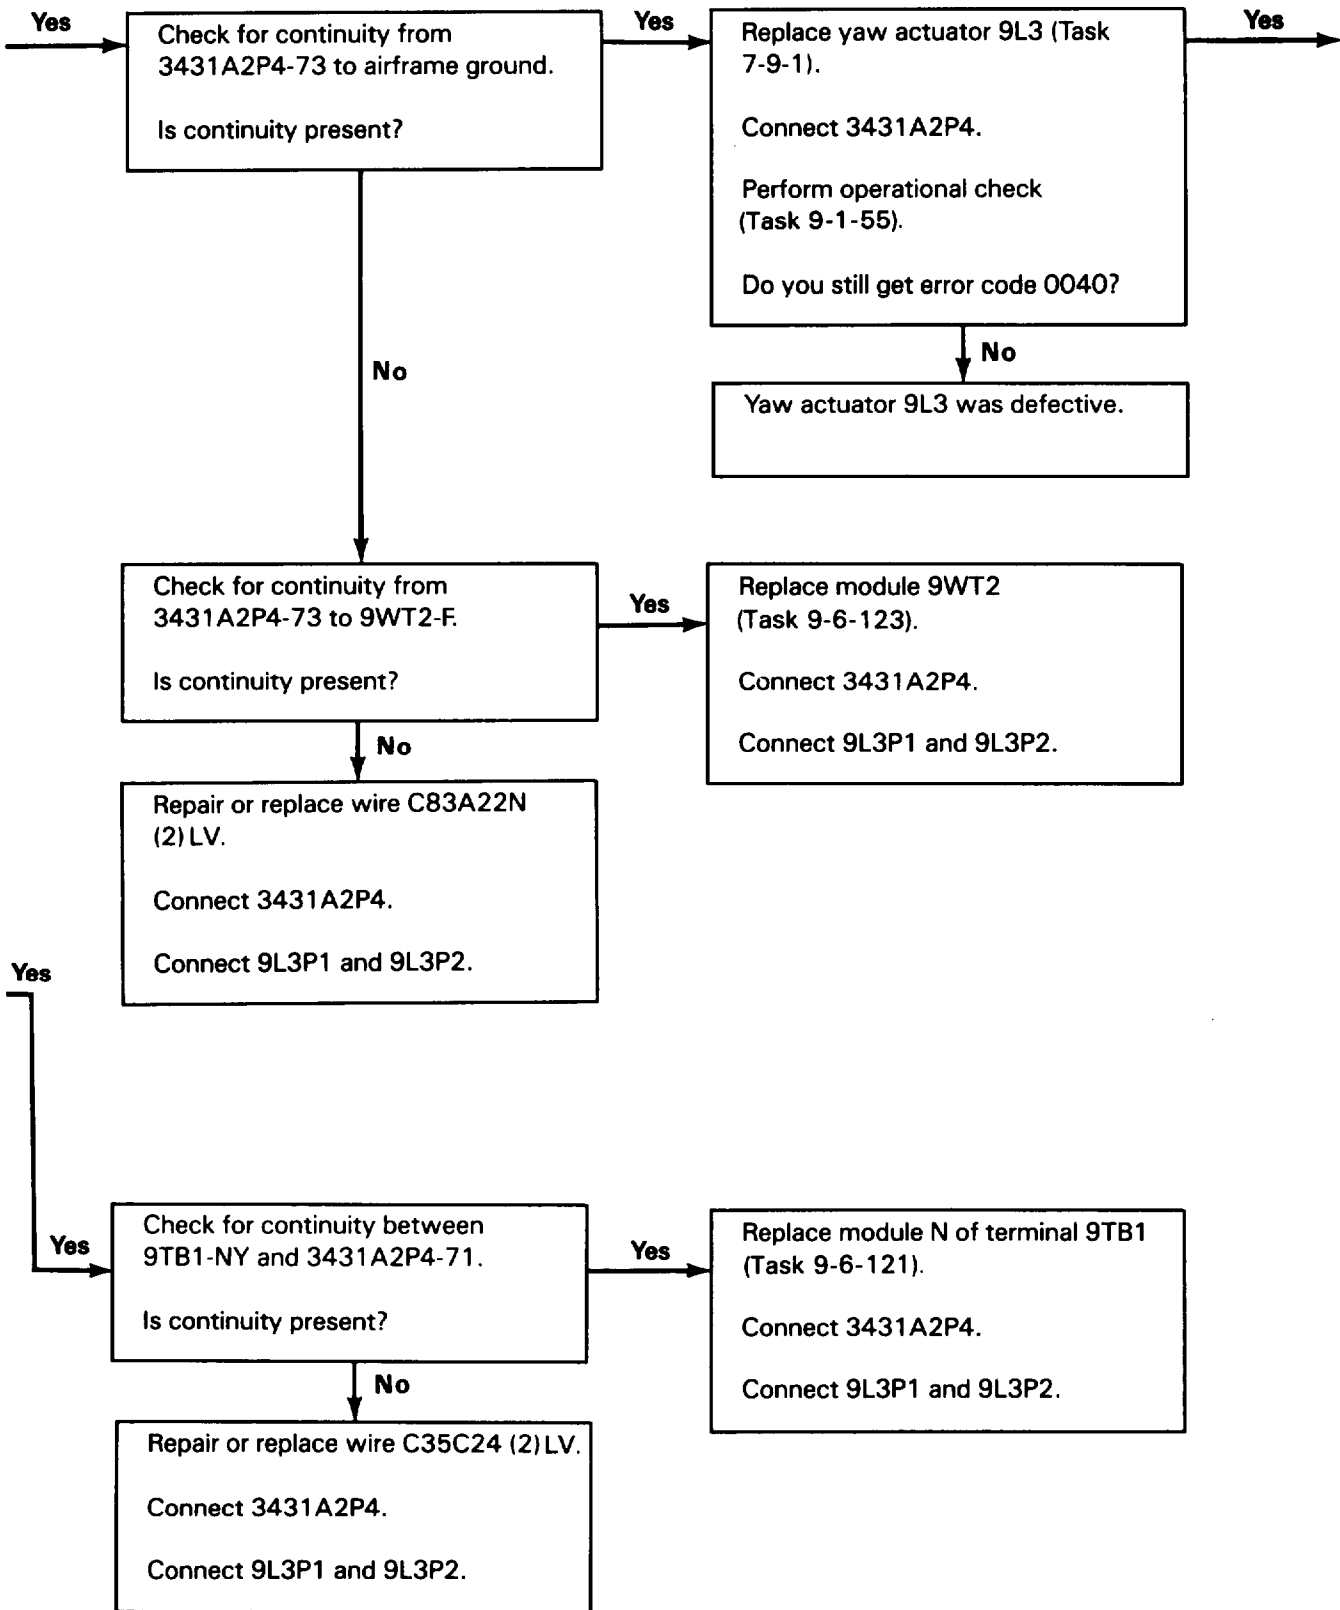 Yes
Check for continuity from
3431A2P4-73 to airframe ground.
Is continuity present?
Yes
Replace yaw actuator 9L3 (Task
7-9-1).
Connect 3431A2P4.
Perform operational check
(Task 9-1-55).
Do you still get error code 0040?
Yes
No
Yaw actuator 9L3 was defective.
No
Check for continuity from
3431A2P4-73 to 9WT2-F.
Is continuity present?
Yes
Replace module 9WT2
(Task 9-6-123).
Connect 3431A2P4.
Connect 9L3P1 and 9L3P2.
No
Repair or replace wire C83A22N
(2) LV.
Connect 3431A2P4.
Connect 9L3P1 and 9L3P2.
Yes
Yes
Check for continuity between
9TB1-NY and 3431A2P4-71.
Is continuity present?
Yes
Replace module N of terminal 9TB1
(Task 9-6-121).
Connect 3431A2P4.
Connect 9L3P1 and 9L3P2.
No
Repair or replace wire C35C24 (2) LV.
Connect 3431A2P4.
Connect 9L3P1 and 9L3P2.